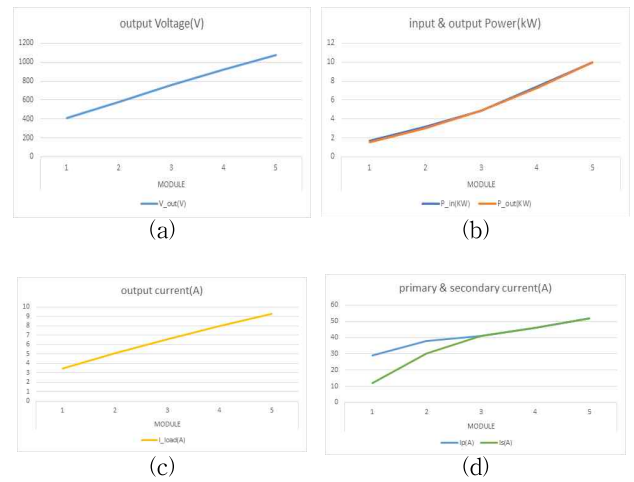 output Voltage(V)
1200
1000
800
600
400
200
0
1 2 3 4 5
MODULE
V_out(V)
(a)
input & output Power(kW)
12
10
8
6
4
2
0
1 2 3 4 5
MODULE
P_in(KW) P_out(KW)
(b)
output current(A)
10
9
8
7
6
5
4
3
2
1
0
1 2 3 4 5
MODULE
I_load(A)
(c)
primary & secondary current(A)
60
50
40
30
20
10
0
1 2 3 4 5
MODULE
Ip(A) Is(A)
(d)